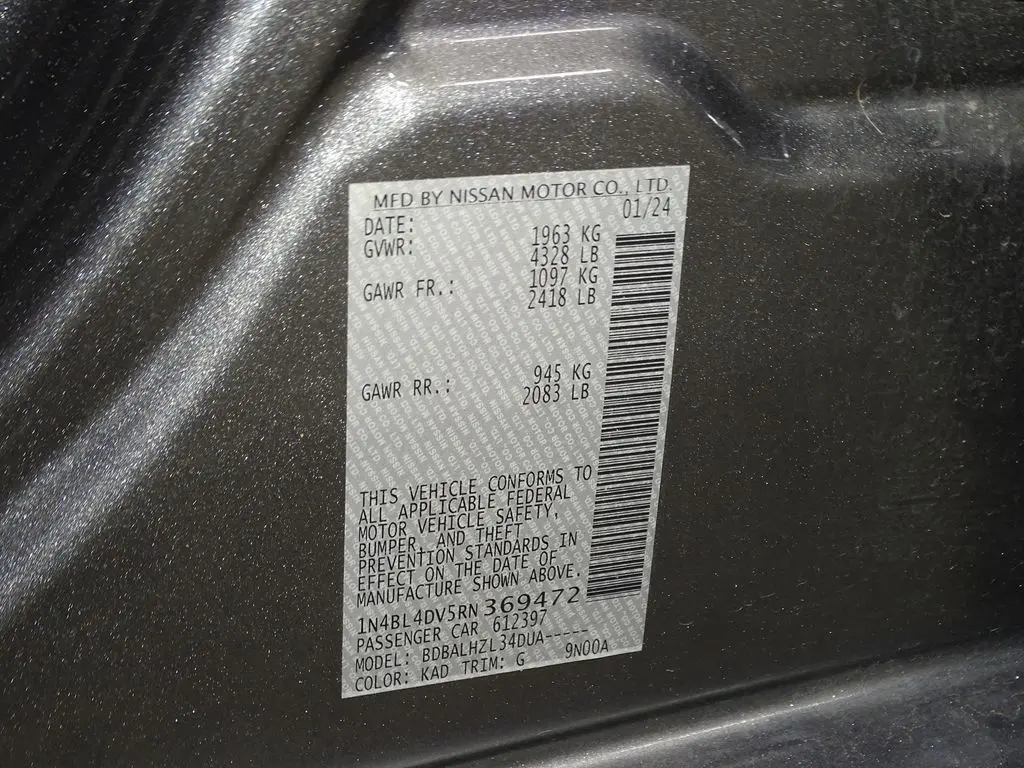 MFD BY NISSAN MOTOR CO., LTD.
DATE: 01/24
GVWR: 1963 KG
4328 LB
GAWR FR.: 1097 KG
2418 LB
GAWR RR.: 945 KG
2083 LB
THIS VEHICLE CONFORMS TO
ALL APPLICABLE FEDERAL
MOTOR VEHICLE SAFETY,
BUMPER, AND THEFT
PREVENTION STANDARDS IN
EFFECT ON THE DATE OF
MANUFACTURE SHOWN ABOVE.
1N4BL4DV5RN369472
PASSENGER CAR 612397
MODEL: BDBALHZL34DUA-----
COLOR: KAD TRIM: G 9N00A